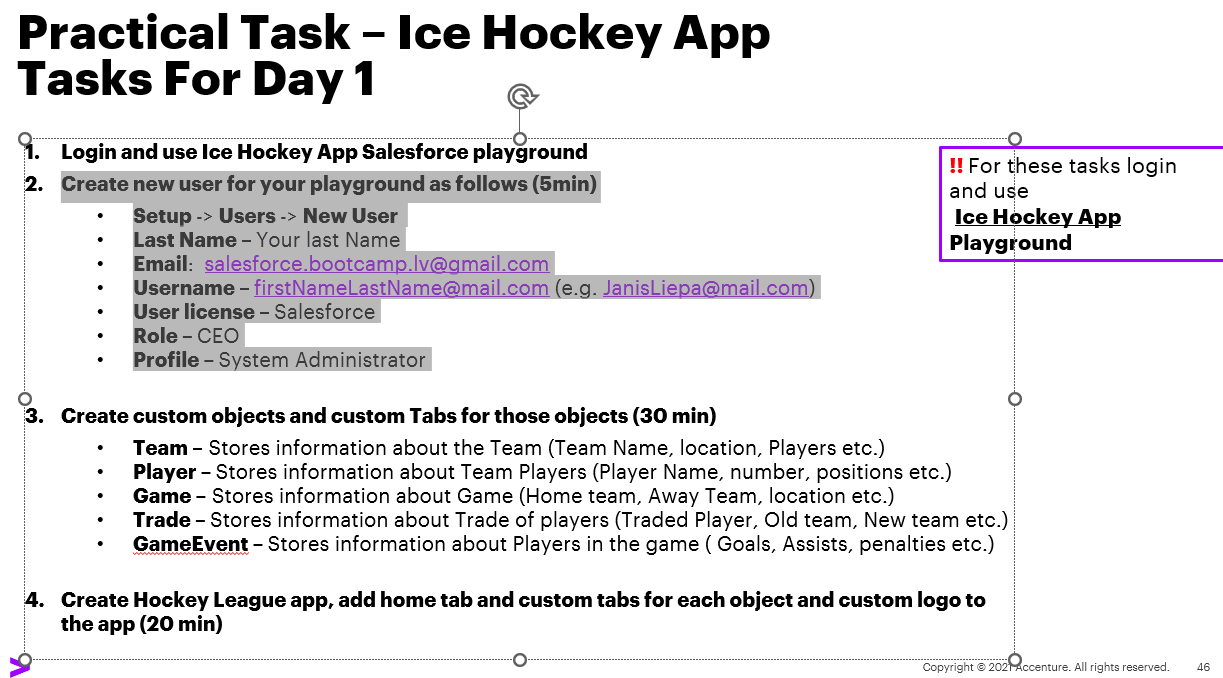 Practical Task – Ice Hockey App
Tasks For Day 1
1. Login and use Ice Hockey App Salesforce playground
2. Create new user for your playground as follows (5min)
• Setup -> Users -> New User
• Last Name – Your last Name
• Email: salesforce.bootcamp.lv@gmail.com
• Username – firstNameLastName@mail.com (e.g. JanisLiepa@mail.com)
• User license – Salesforce
• Role – CEO
• Profile – System Administrator
3. Create custom objects and custom Tabs for those objects (30 min)
• Team – Stores information about the Team (Team Name, location, Players etc.)
• Player – Stores information about Team Players (Player Name, number, positions etc.)
• Game – Stores information about Game (Home team, Away Team, location etc.)
• Trade – Stores information about Trade of players (Traded Player, Old team, New team etc.)
• GameEvent – Stores information about Players in the game ( Goals, Assists, penalties etc.)
4. Create Hockey League app, add home tab and custom tabs for each object and custom logo to
the app (20 min)
!! For these tasks login
and use
Ice Hockey App
Playground
Copyright © 2021 Accenture. All rights reserved. 46